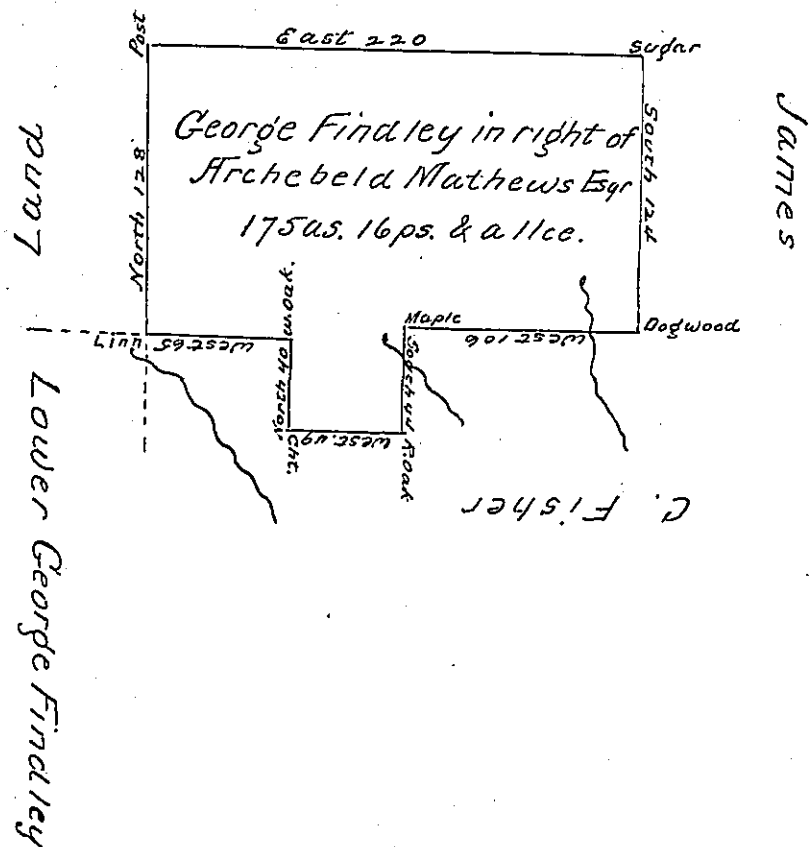 East 220
Post
Sugar
James
George Findley in right of
Archebeld Mathews Esqr
175as. 16ps. & allce.
North 128
South 124
Land
W.Oak.
Maple
Dogwood
Linn
West 65
West 106
North 40
South 44
West 49
Cht.
R.Oak
C. Fisher
Lower George Findley